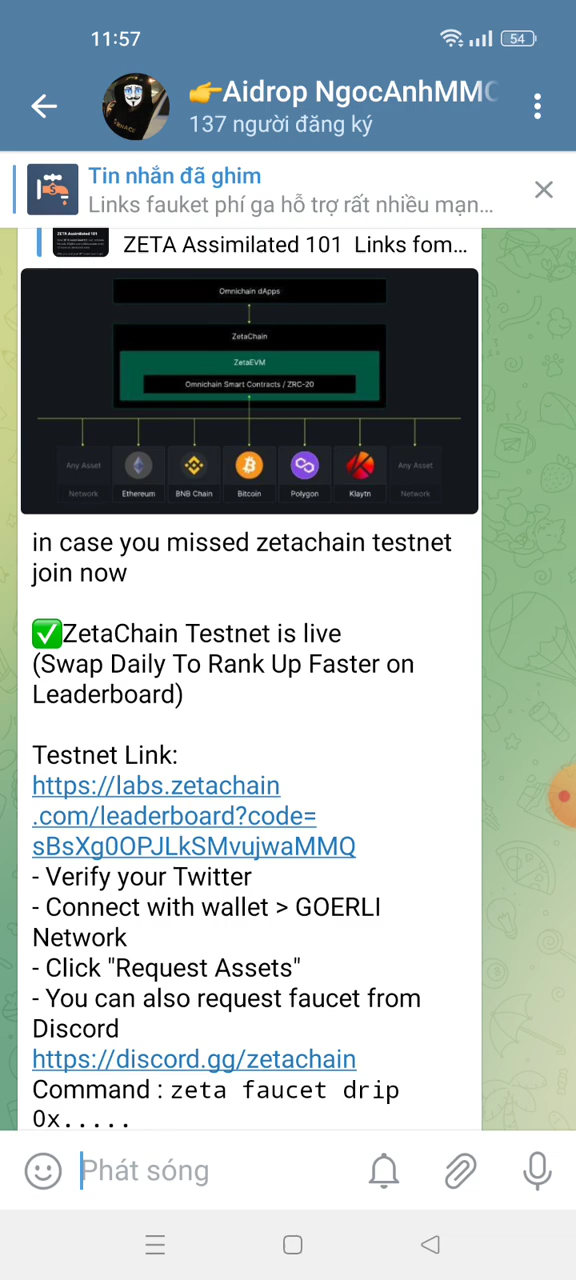 11:57
54
👉Aidrop NgocAnhMMC
137 người đăng ký
Tin nhắn đã ghim
Links fauket phí ga hỗ trợ rất nhiều mạn...
ZETA Assimilated 101 Links fom...
Omnichain dApps
ZetaChain
ZetaEVM
Omnichain Smart Contracts / ZRC-20
Any Asset
Any Asset
Network Ethereum BNB Chain Bitcoin Polygon Klaytn Network
in case you missed zetachain testnet
join now
✅ZetaChain Testnet is live
(Swap Daily To Rank Up Faster on
Leaderboard)
Testnet Link:
https://labs.zetachain
.com/leaderboard?code=
sBsXg0OPJLkSMvujwaMMQ
- Verify your Twitter
- Connect with wallet > GOERLI
Network
- Click "Request Assets"
- You can also request faucet from
Discord
https://discord.gg/zetachain
Command : zeta faucet drip
0x.....
Phát sóng